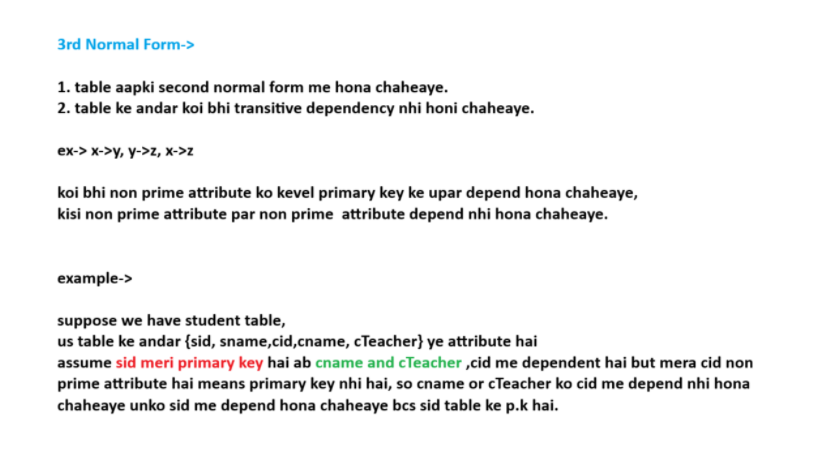 3rd Normal Form->
1. table aapki second normal form me hona chaheaye.
2. table ke andar koi bhi transitive dependency nhi honi chaheaye.
ex-> x->y, y->z, x->z
koi bhi non prime attribute ko kevel primary key ke upar depend hona chaheaye,
kisi non prime attribute par non prime  attribute depend nhi hona chaheaye.
example->
suppose we have student table,
us table ke andar {sid, sname,cid,cname, cTeacher} ye attribute hai
assume sid meri primary key hai ab cname and cTeacher ,cid me dependent hai but mera cid non
prime attribute hai means primary key nhi hai, so cname or cTeacher ko cid me depend nhi hona
chaheaye unko sid me depend hona chaheaye bcs sid table ke p.k hai.